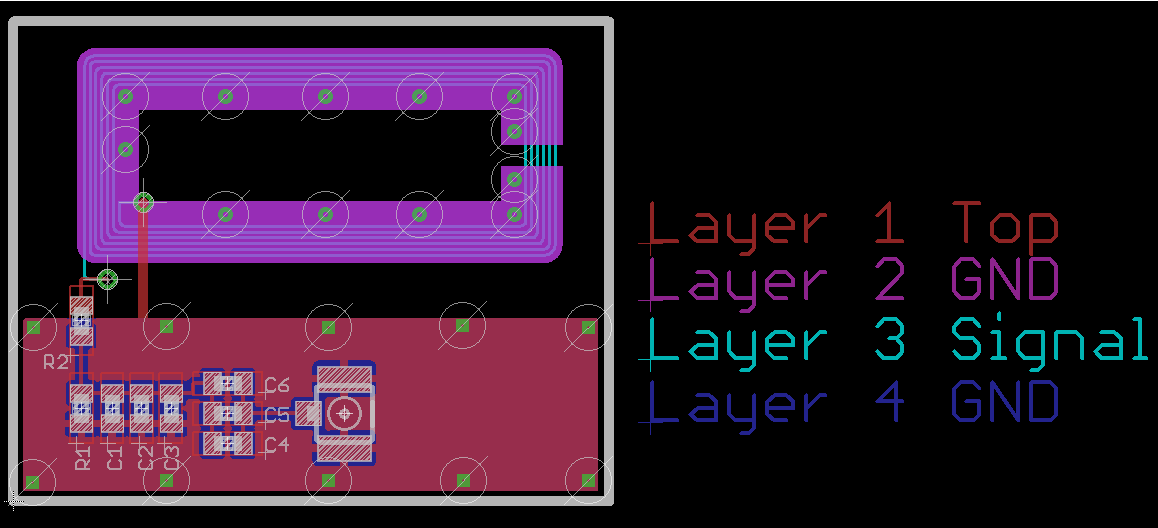 Layer 1 Top
Layer 2 GND
Layer 3 Signal
Layer 4 GND
R2
C6
C5
C4
R1
C1
C2
C3